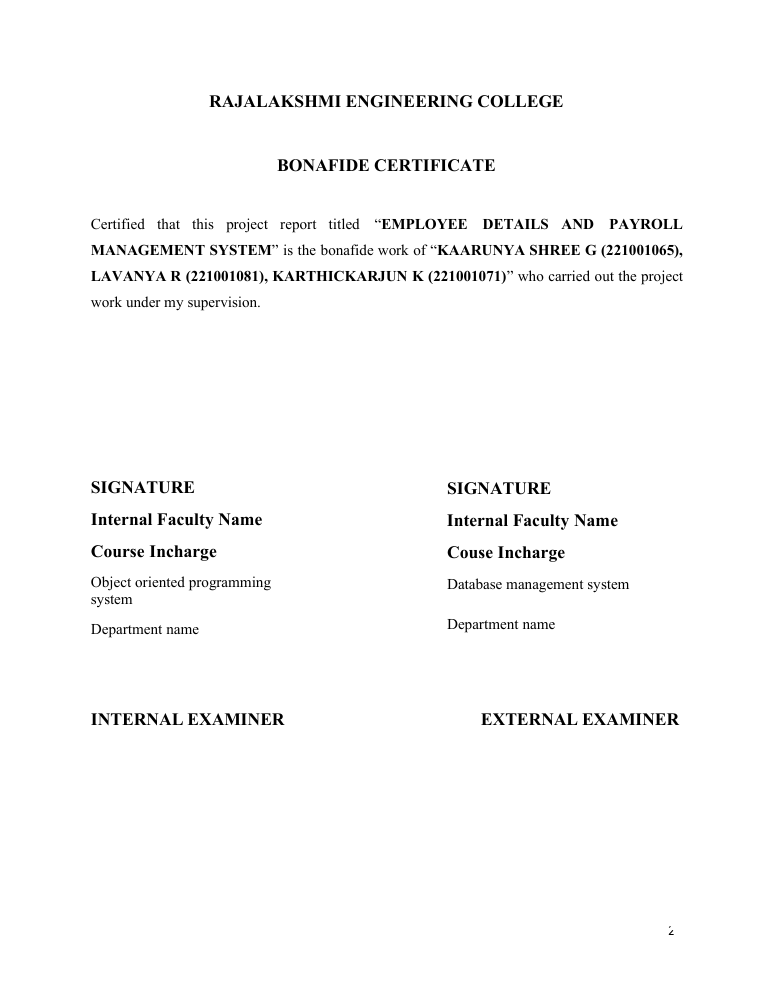 RAJALAKSHMI ENGINEERING COLLEGE
BONAFIDE CERTIFICATE
Certified that this project report titled “EMPLOYEE DETAILS AND PAYROLL
MANAGEMENT SYSTEM” is the bonafide work of “KAARUNYA SHREE G (221001065),
LAVANYA R (221001081), KARTHICKARJUN K (221001071)” who carried out the project
work under my supervision.
SIGNATURE
Internal Faculty Name
Course Incharge
Object oriented programming
system
Department name
SIGNATURE
Internal Faculty Name
Couse Incharge
Database management system
Department name
INTERNAL EXAMINER
EXTERNAL EXAMINER
2